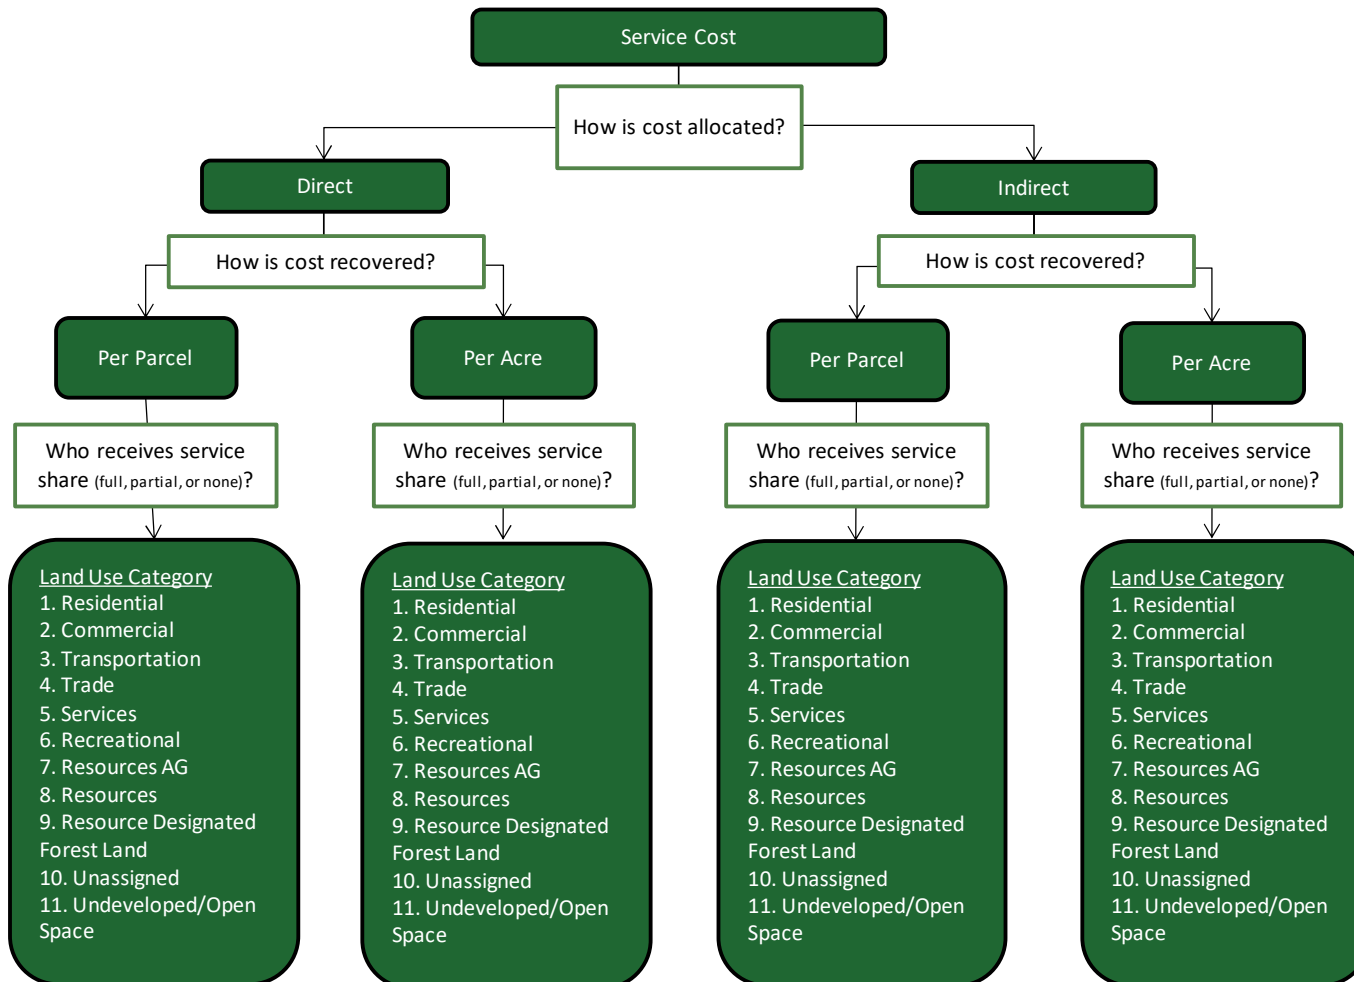 Service Cost
How is cost allocated?
Direct
Indirect
How is cost recovered?
How is cost recovered?
Per Parcel
Per Acre
Per Parcel
Per Acre
Who receives service
share (full, partial, or none)?
Who receives service
share (full, partial, or none)?
Who receives service
share (full, partial, or none)?
Who receives service
share (full, partial, or none)?
Land Use Category
1. Residential
2. Commercial
3. Transportation
4. Trade
5. Services
6. Recreational
7. Resources AG
8. Resources
9. Resource Designated
Forest Land
10. Unassigned
11. Undeveloped/Open
Space
Land Use Category
1. Residential
2. Commercial
3. Transportation
4. Trade
5. Services
6. Recreational
7. Resources AG
8. Resources
9. Resource Designated
Forest Land
10. Unassigned
11. Undeveloped/Open
Space
Land Use Category
1. Residential
2. Commercial
3. Transportation
4. Trade
5. Services
6. Recreational
7. Resources AG
8. Resources
9. Resource Designated
Forest Land
10. Unassigned
11. Undeveloped/Open
Space
Land Use Category
1. Residential
2. Commercial
3. Transportation
4. Trade
5. Services
6. Recreational
7. Resources AG
8. Resources
9. Resource Designated
Forest Land
10. Unassigned
11. Undeveloped/Open
Space